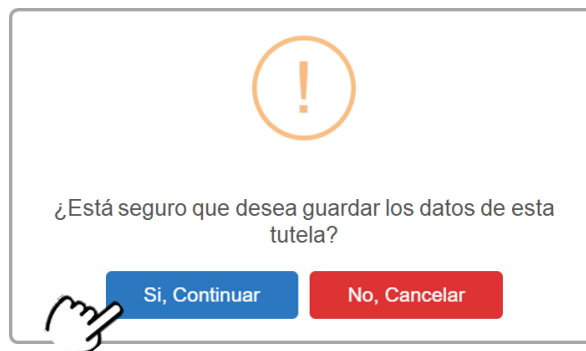 !
¿Está seguro que desea guardar los datos de esta
tutela?
Si, Continuar
No, Cancelar